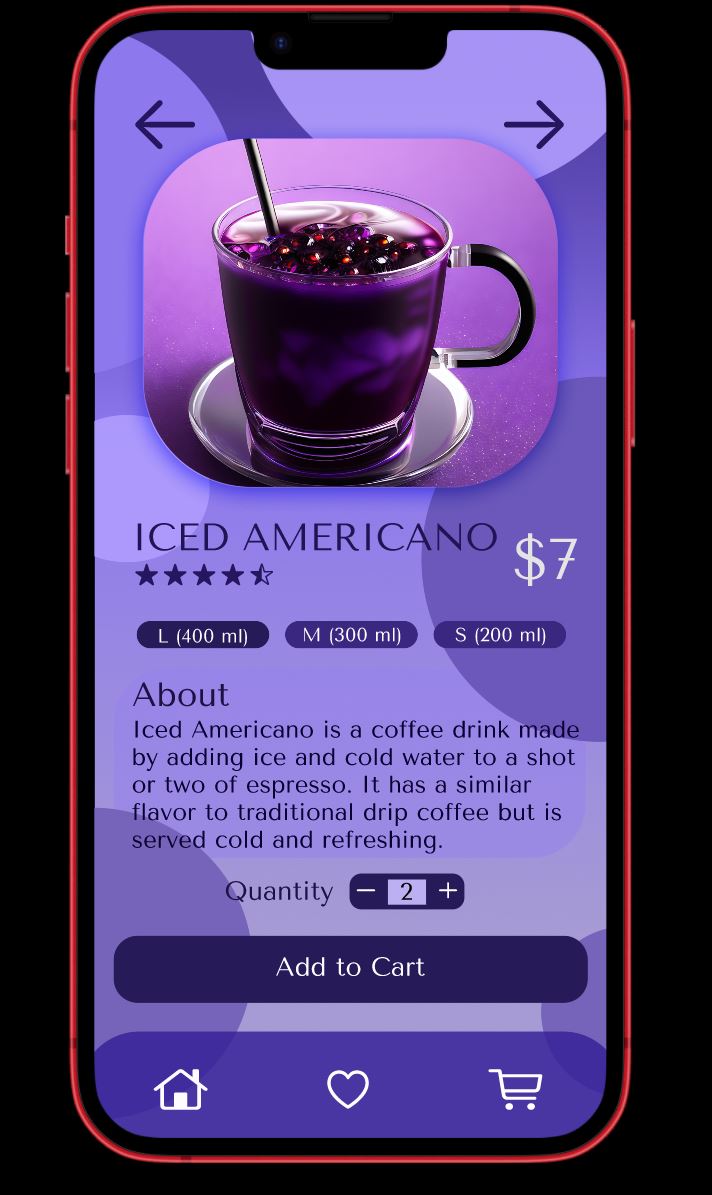 ICED AMERICANO
$7
L (400 ml) M (300 ml) S (200 ml)
About
Iced Americano is a coffee drink made
by adding ice and cold water to a shot
or two of espresso. It has a similar
flavor to traditional drip coffee but is
served cold and refreshing.
Quantity − 2 +
Add to Cart